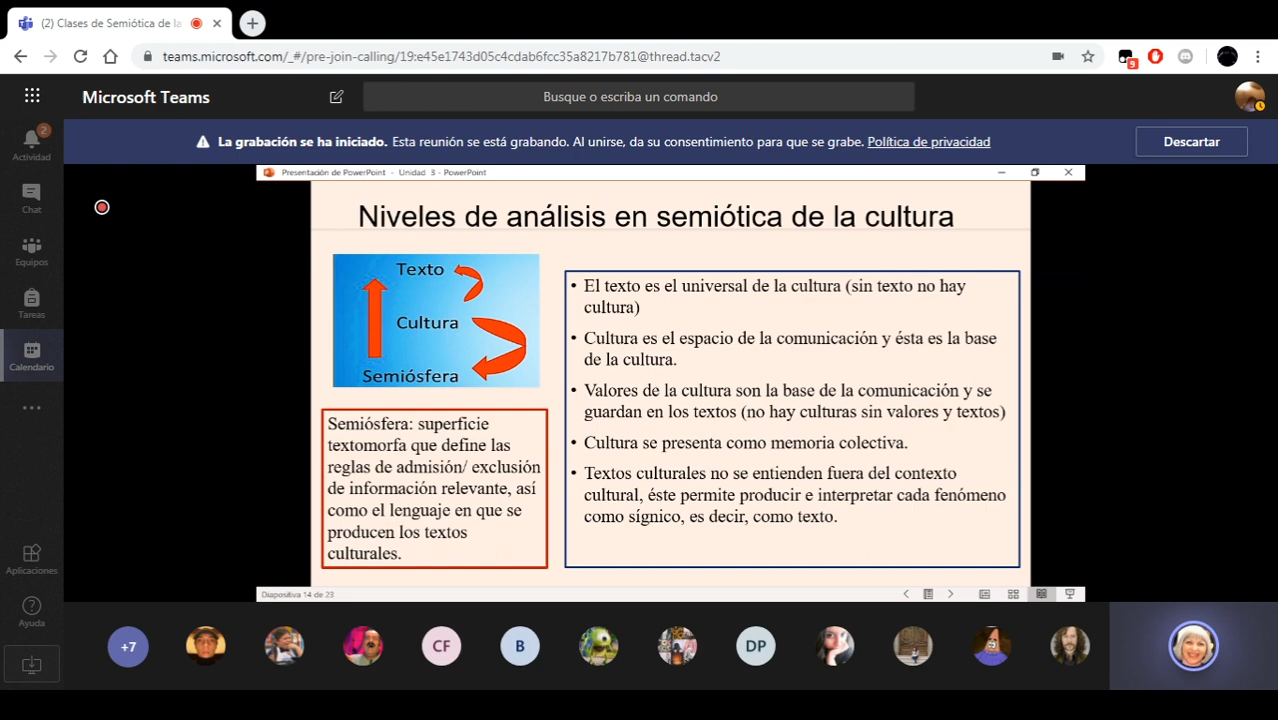 (2) Clases de Semiótica de la
teams.microsoft.com/_#/pre-join-calling/19:e45e1743d05c4cdab6fcc35a8217b781@thread.tacv2
9
Microsoft Teams
Busque o escriba un comando
2
Actividad
Chat
Equipos
Tareas
Calendario
Aplicaciones
Ayuda
La grabación se ha iniciado. Esta reunión se está grabando. Al unirse, da su consentimiento para que se grabe. Política de privacidad
Descartar
Presentación de PowerPoint - Unidad 3 - PowerPoint
Niveles de análisis en semiótica de la cultura
Texto
Cultura
Semiósfera
Semiósfera: superficie
textomorfa que define las
reglas de admisión/ exclusión
de información relevante, así
como el lenguaje en que se
producen los textos
culturales.
• El texto es el universal de la cultura (sin texto no hay
cultura)
• Cultura es el espacio de la comunicación y ésta es la base
de la cultura.
• Valores de la cultura son la base de la comunicación y se
guardan en los textos (no hay culturas sin valores y textos)
• Cultura se presenta como memoria colectiva.
• Textos culturales no se entienden fuera del contexto
cultural, éste permite producir e interpretar cada fenómeno
como sígnico, es decir, como texto.
Diapositiva 14 de 23
+7
CF
B
DP